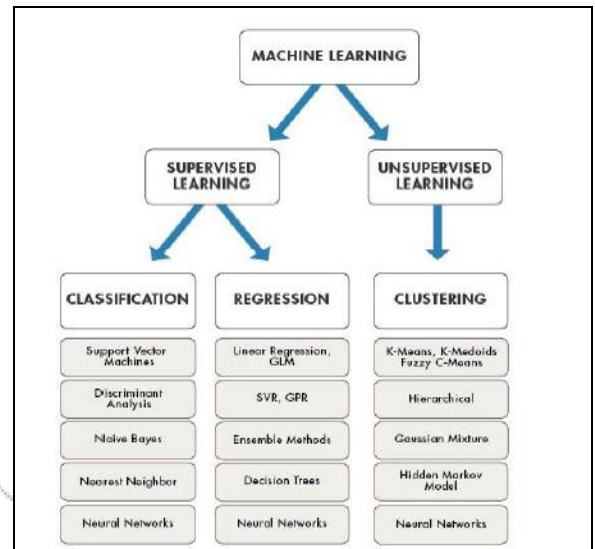 MACHINE LEARNING
SUPERVISED
LEARNING
UNSUPERVISED
LEARNING
CLASSIFICATION
REGRESSION
CLUSTERING
Support Vector
Machines
Discriminant
Analysis
Naive Bayes
Nearest Neighbor
Neural Networks
Linear Regression,
GLM
SVR, GPR
Ensemble Methods
Decision Trees
Neural Networks
K-Means, K-Medoids
Fuzzy C-Means
Hierarchical
Gaussian Mixture
Hidden Markov
Model
Neural Networks